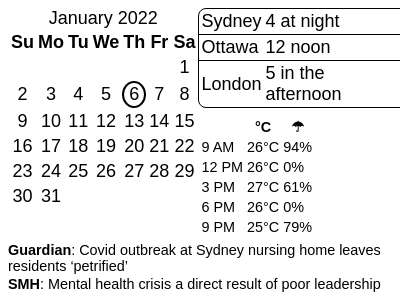 January 2022
Su Mo Tu We Th Fr Sa
1
2 3 4 5 6 7 8
9 10 11 12 13 14 15
16 17 18 19 20 21 22
23 24 25 26 27 28 29
30 31
Sydney 4 at night
Ottawa 12 noon
London 5 in the
afternoon
°C ☂
9 AM 26°C 94%
12 PM 26°C 0%
3 PM 27°C 61%
6 PM 26°C 0%
9 PM 25°C 79%
Guardian: Covid outbreak at Sydney nursing home leaves
residents ‘petrified’
SMH: Mental health crisis a direct result of poor leadership